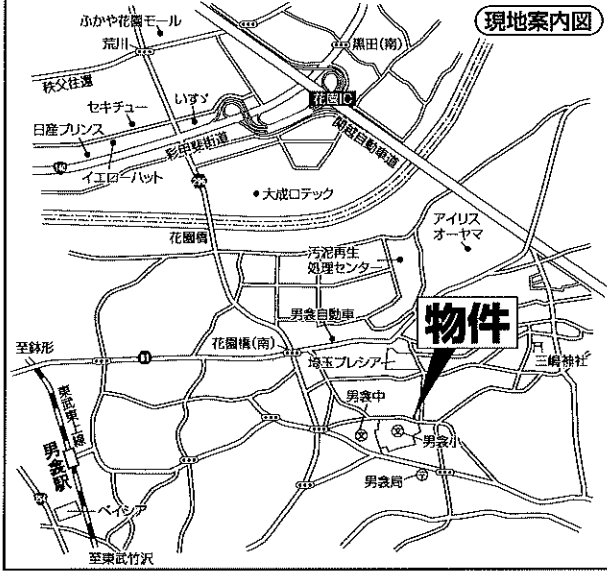 現地案内図
ふかや花園モール
荒川
黒田(南)
秩父往還
セキチュー
いすゞ
花園IC
日産プリンス
140
彩甲斐街道
関越自動車道
イエローハット
296
大成ロテック
アイリス
オーヤマ
花園橋
汚泥再生
処理センター
男衾自動車
物件
至鉢形
11
花園橋(南)
埼玉プレシア
三嶋神社
東武東上線
男衾中
文
文
男衾小
男衾駅
男衾局
〒
ベイシア
至東武竹沢